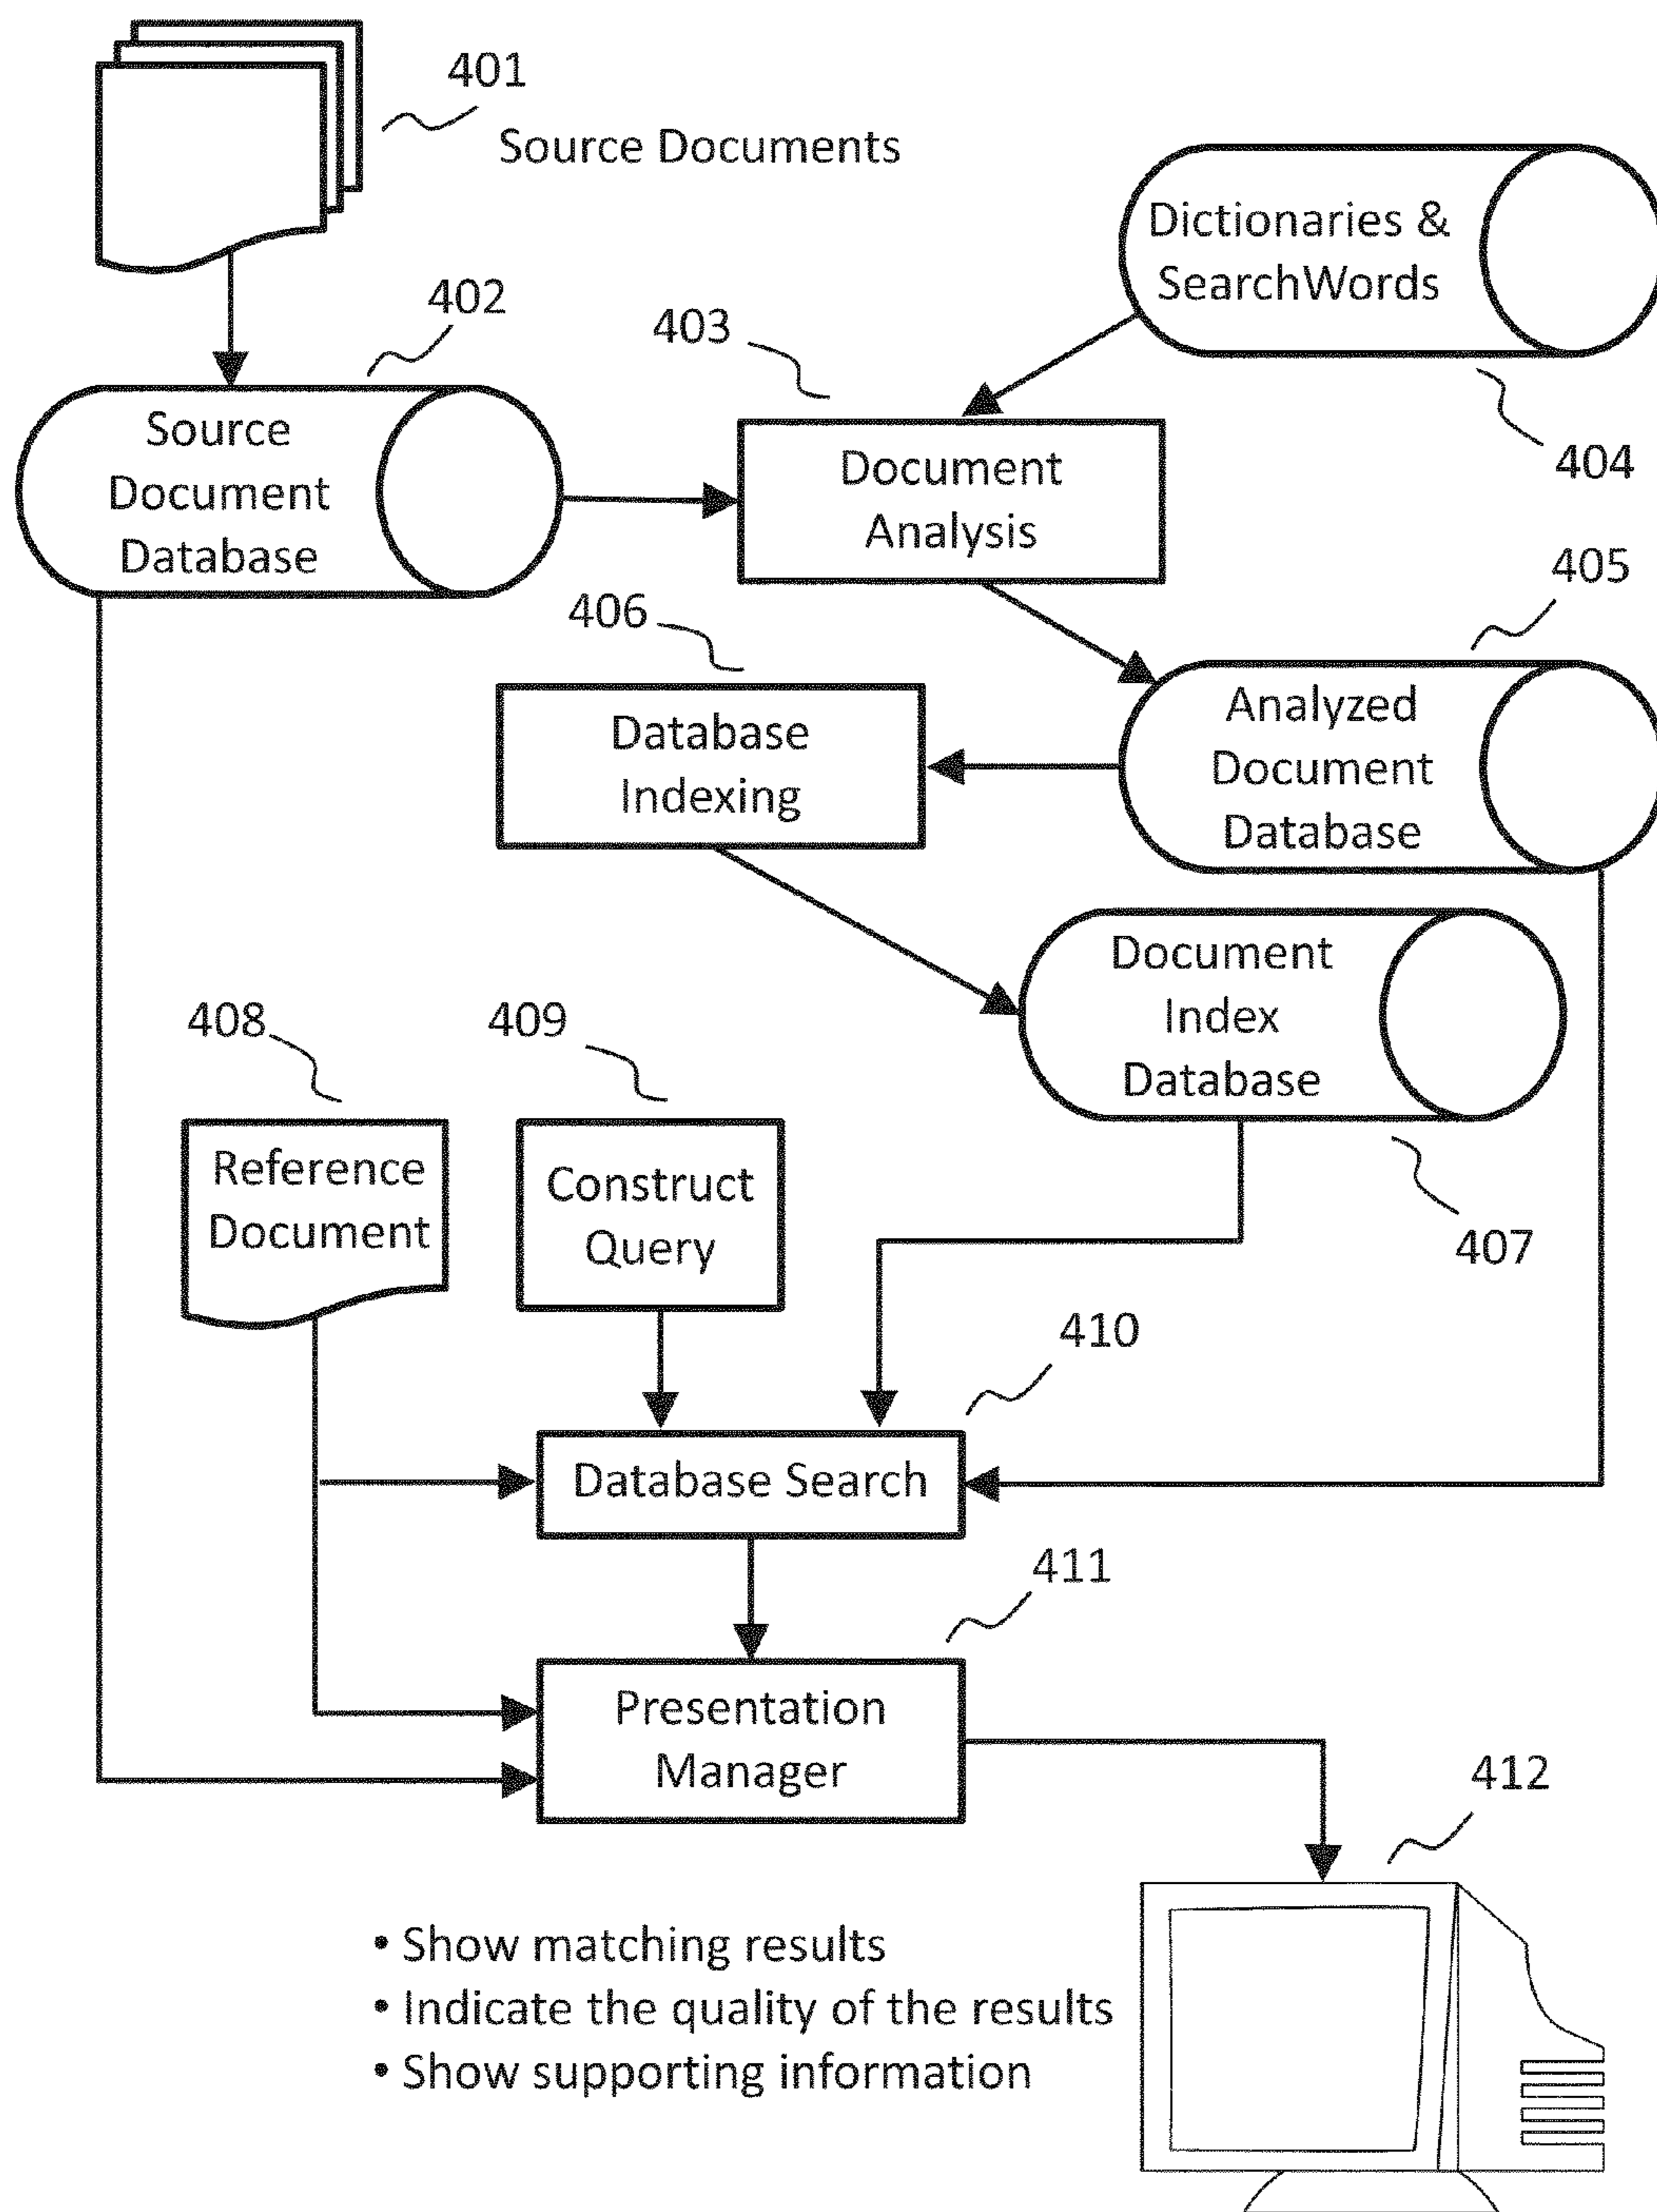 401
Source Documents
Dictionaries &
SearchWords
402
403
Source
Document
Database
Document
Analysis
404
405
406
Database
Indexing
Analyzed
Document
Database
Document
Index
Database
408
409
Reference
Document
Construct
Query
407
410
Database Search
411
Presentation
Manager
412
• Show matching results
• Indicate the quality of the results
• Show supporting information